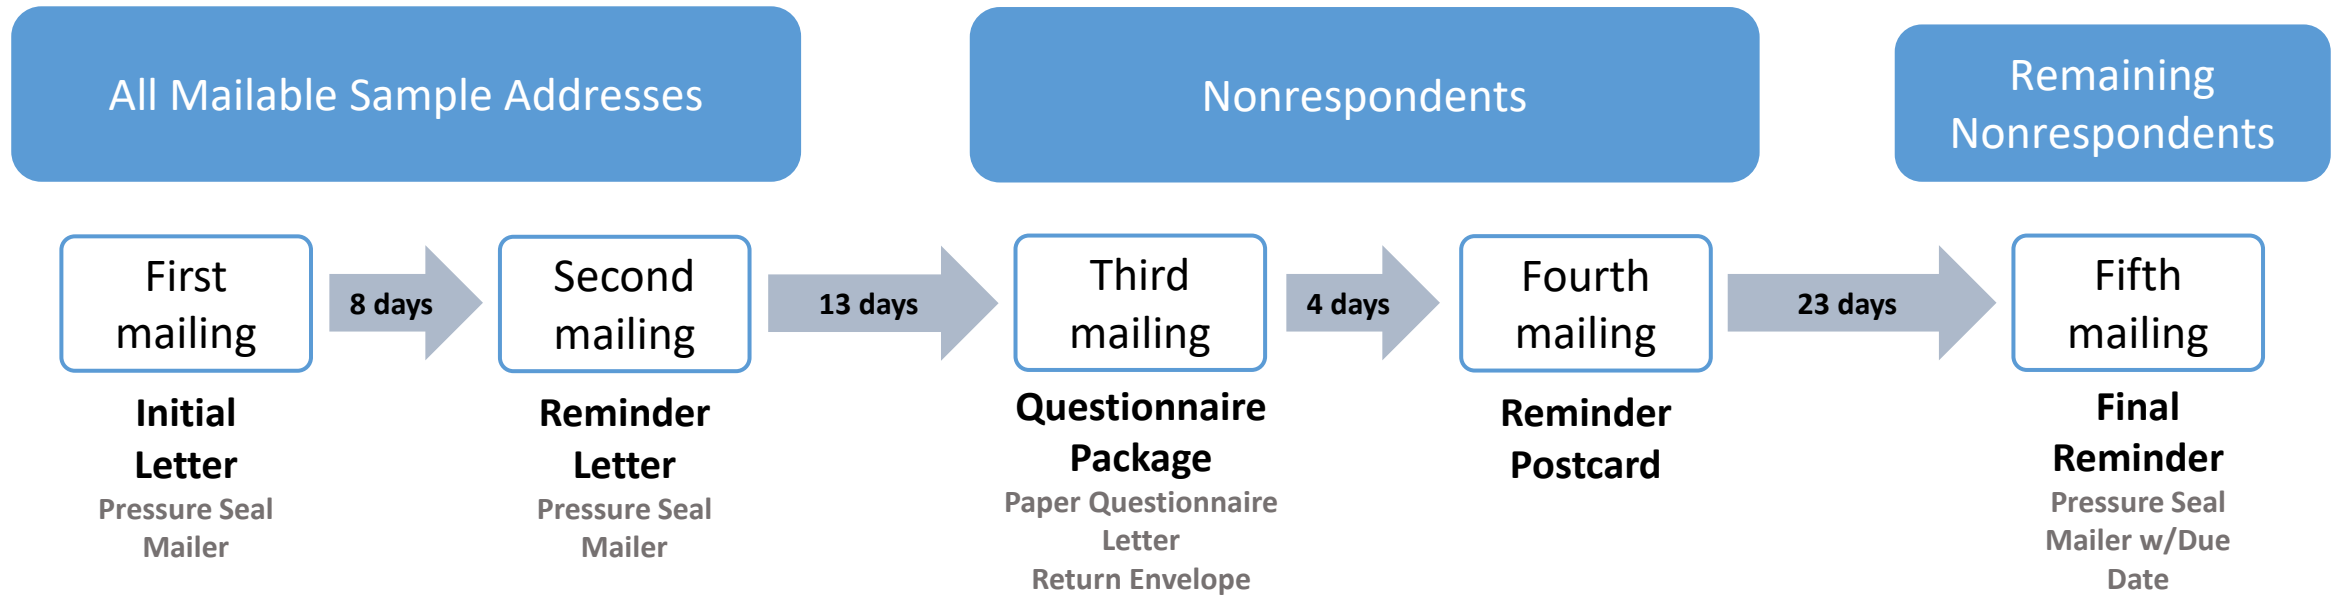 All Mailable Sample Addresses
Nonrespondents
Remaining
Nonrespondents
First
mailing
8 days
Second
mailing
13 days
Third
mailing
4 days
Fourth
mailing
23 days
Fifth
mailing
Initial
Letter
Pressure Seal
Mailer
Reminder
Letter
Pressure Seal
Mailer
Questionnaire
Package
Paper Questionnaire
Letter
Return Envelope
Reminder
Postcard
Final
Reminder
Pressure Seal
Mailer w/Due
Date